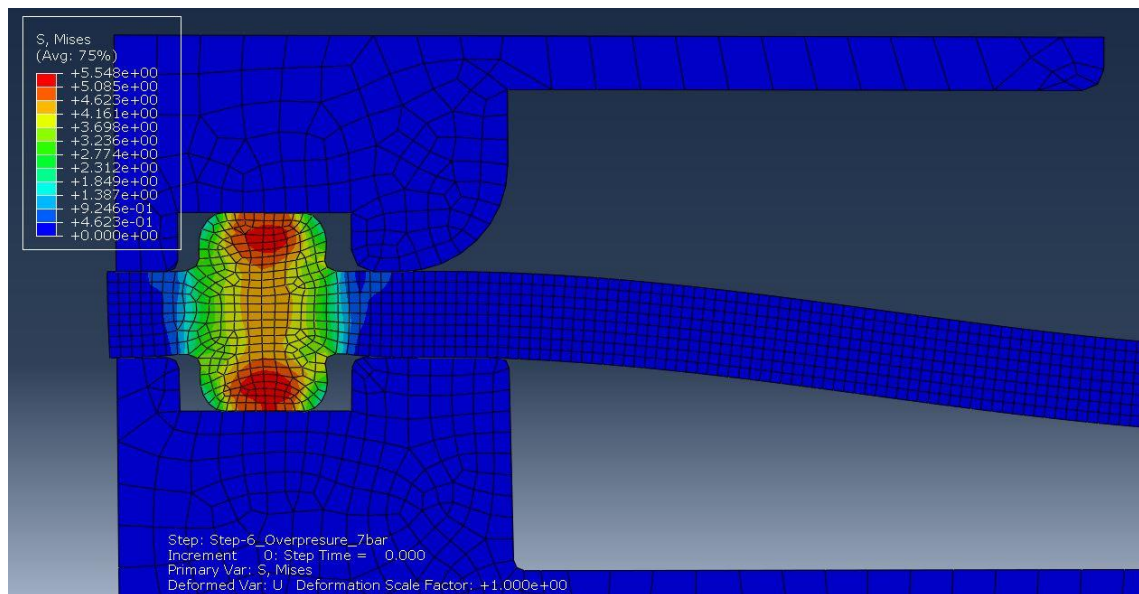 S, Mises
(Avg: 75%)
+5.548e+00
+5.085e+00
+4.623e+00
+4.161e+00
+3.698e+00
+3.236e+00
+2.774e+00
+2.312e+00
+1.849e+00
+1.387e+00
+9.246e-01
+4.623e-01
+0.000e+00
Step: Step-6_Overpresure_7bar
Increment 0: Step Time = 0.000
Primary Var: S, Mises
Deformed Var: U Deformation Scale Factor: +1.000e+00